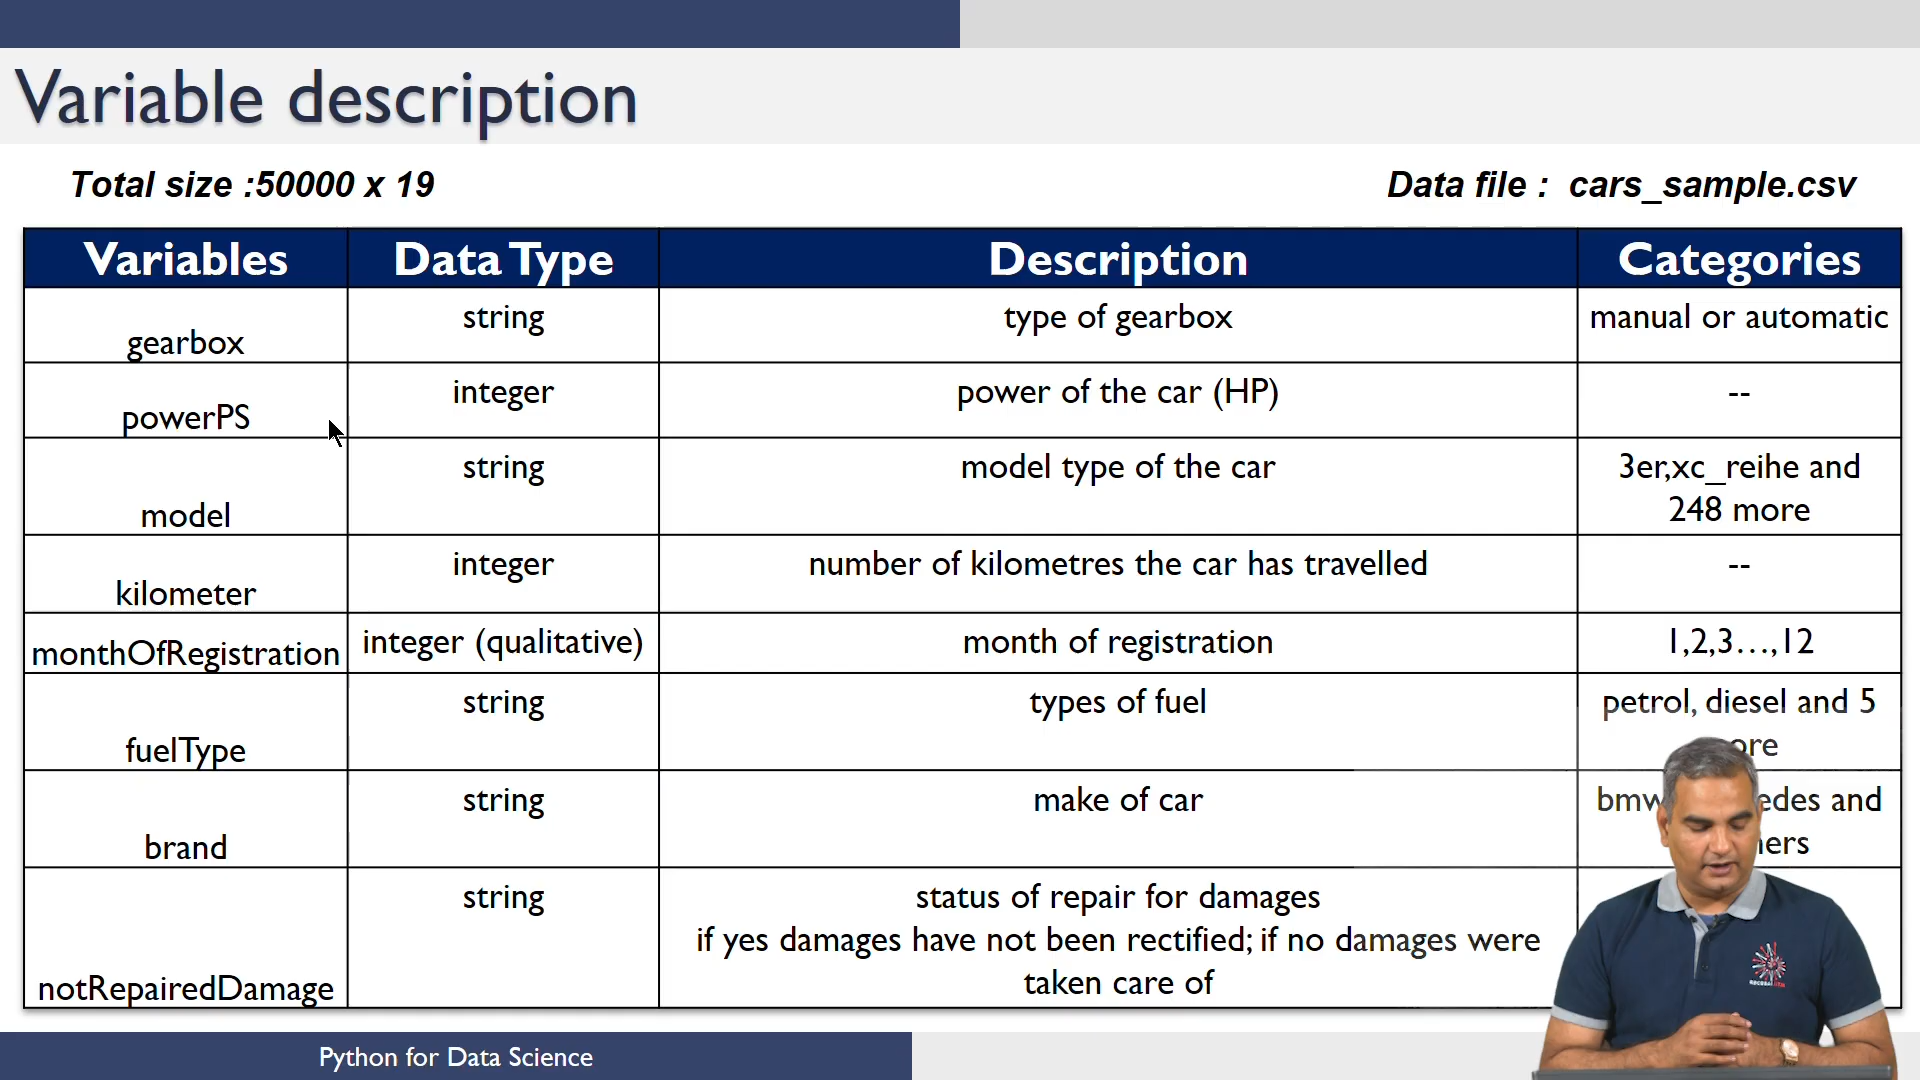 Variable description
Total size :50000 x 19
Data file : cars_sample.csv
Variables Data Type Description Categories
gearbox string type of gearbox manual or automatic
powerPS integer power of the car (HP) --
model string model type of the car 3er,xc_reihe and
248 more
kilometer integer number of kilometres the car has travelled --
monthOfRegistration integer (qualitative) month of registration 1,2,3…,12
fuelType string types of fuel petrol, diesel and 5
brand string make of car and
notRepairedDamage string status of repair for damages
if yes damages have not been rectified; if no damages were
taken care of
Python for Data Science